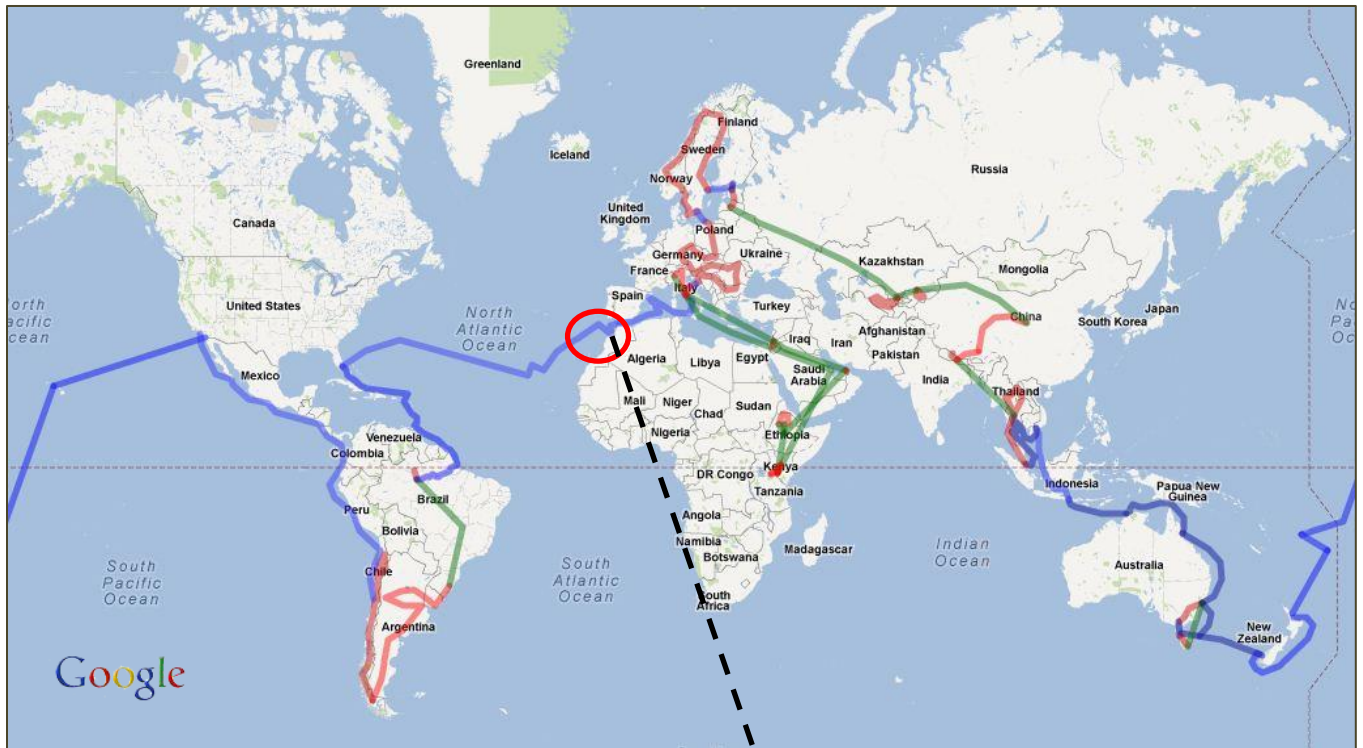 Greenland
Iceland
Finland
Sweden
Norway
Russia
Canada
United
Kingdom
Poland
Germany
Ukraine
France
Kazakhstan
Mongolia
Italy
Spain
Turkey
United States
North
Atlantic
Ocean
China
Japan
South Korea
Afghanistan
Iraq
Iran
Pakistan
Algeria
Libya
Egypt
Saudi
Arabia
India
Mexico
Mali
Niger
Chad
Sudan
Thailand
Nigeria
Ethiopia
Venezuela
Colombia
DR Congo
Kenya
Tanzania
Indonesia
Papua New
Guinea
Brazil
Peru
Bolivia
Angola
Namibia
Botswana
Madagascar
Indian
Ocean
Australia
South
Pacific
Ocean
Chile
South
Atlantic
Ocean
South
Africa
Argentina
New
Zealand
Google